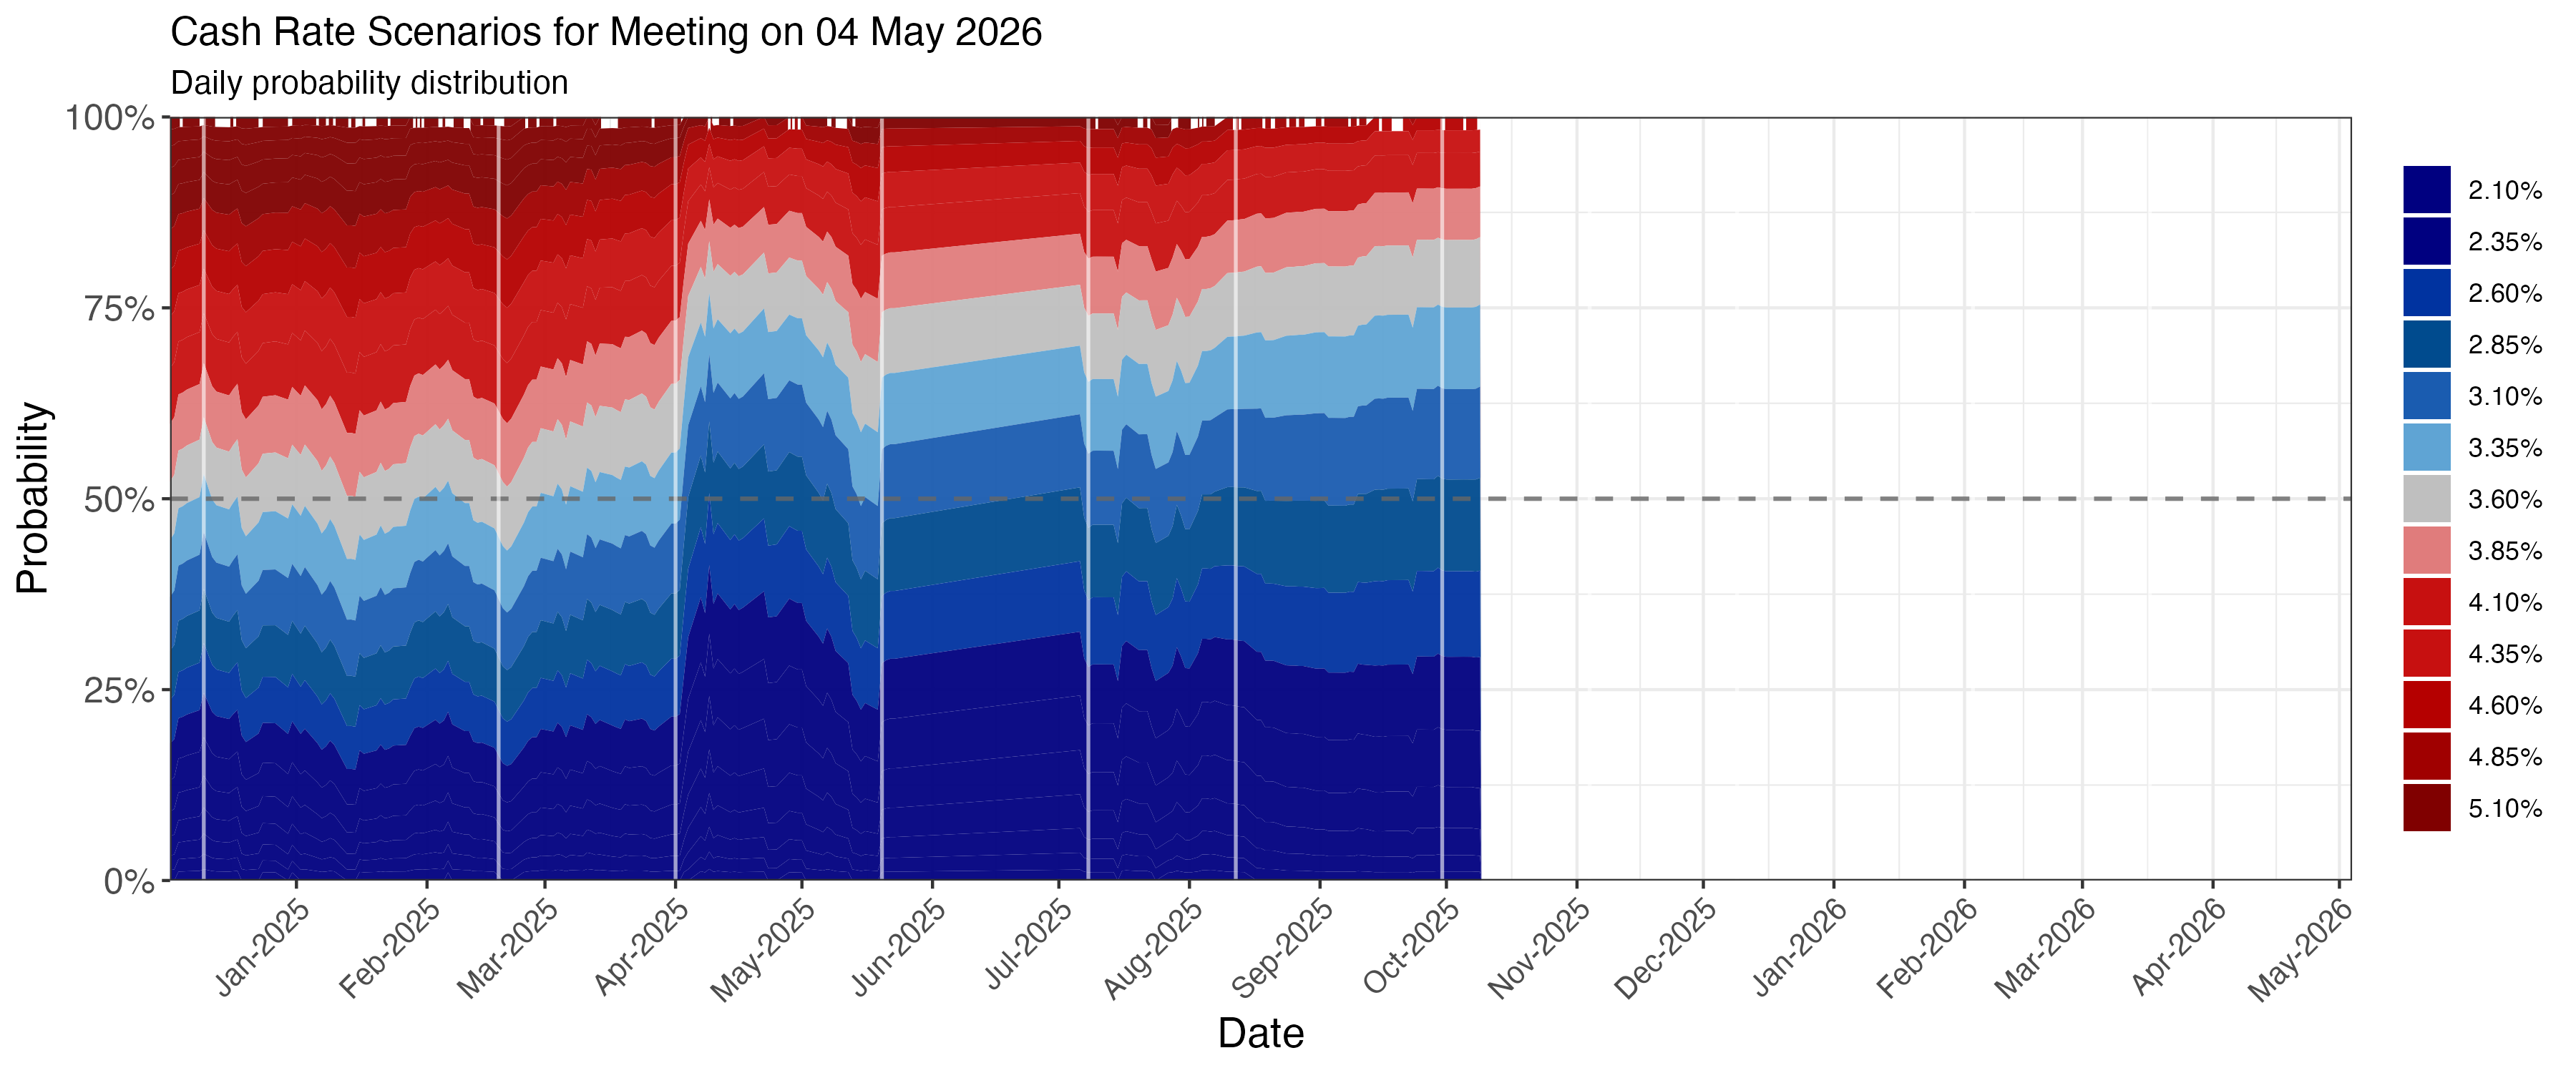 Cash Rate Scenarios for Meeting on 04 May 2026
Daily probability distribution
100%
75%
50%
25%
0%
Probability
Jan-2025
Feb-2025
Mar-2025
Apr-2025
May-2025
Jun-2025
Jul-2025
Aug-2025
Sep-2025
Oct-2025
Nov-2025
Dec-2025
Jan-2026
Feb-2026
Mar-2026
Apr-2026
May-2026
Date
2.10%
2.35%
2.60%
2.85%
3.10%
3.35%
3.60%
3.85%
4.10%
4.35%
4.60%
4.85%
5.10%